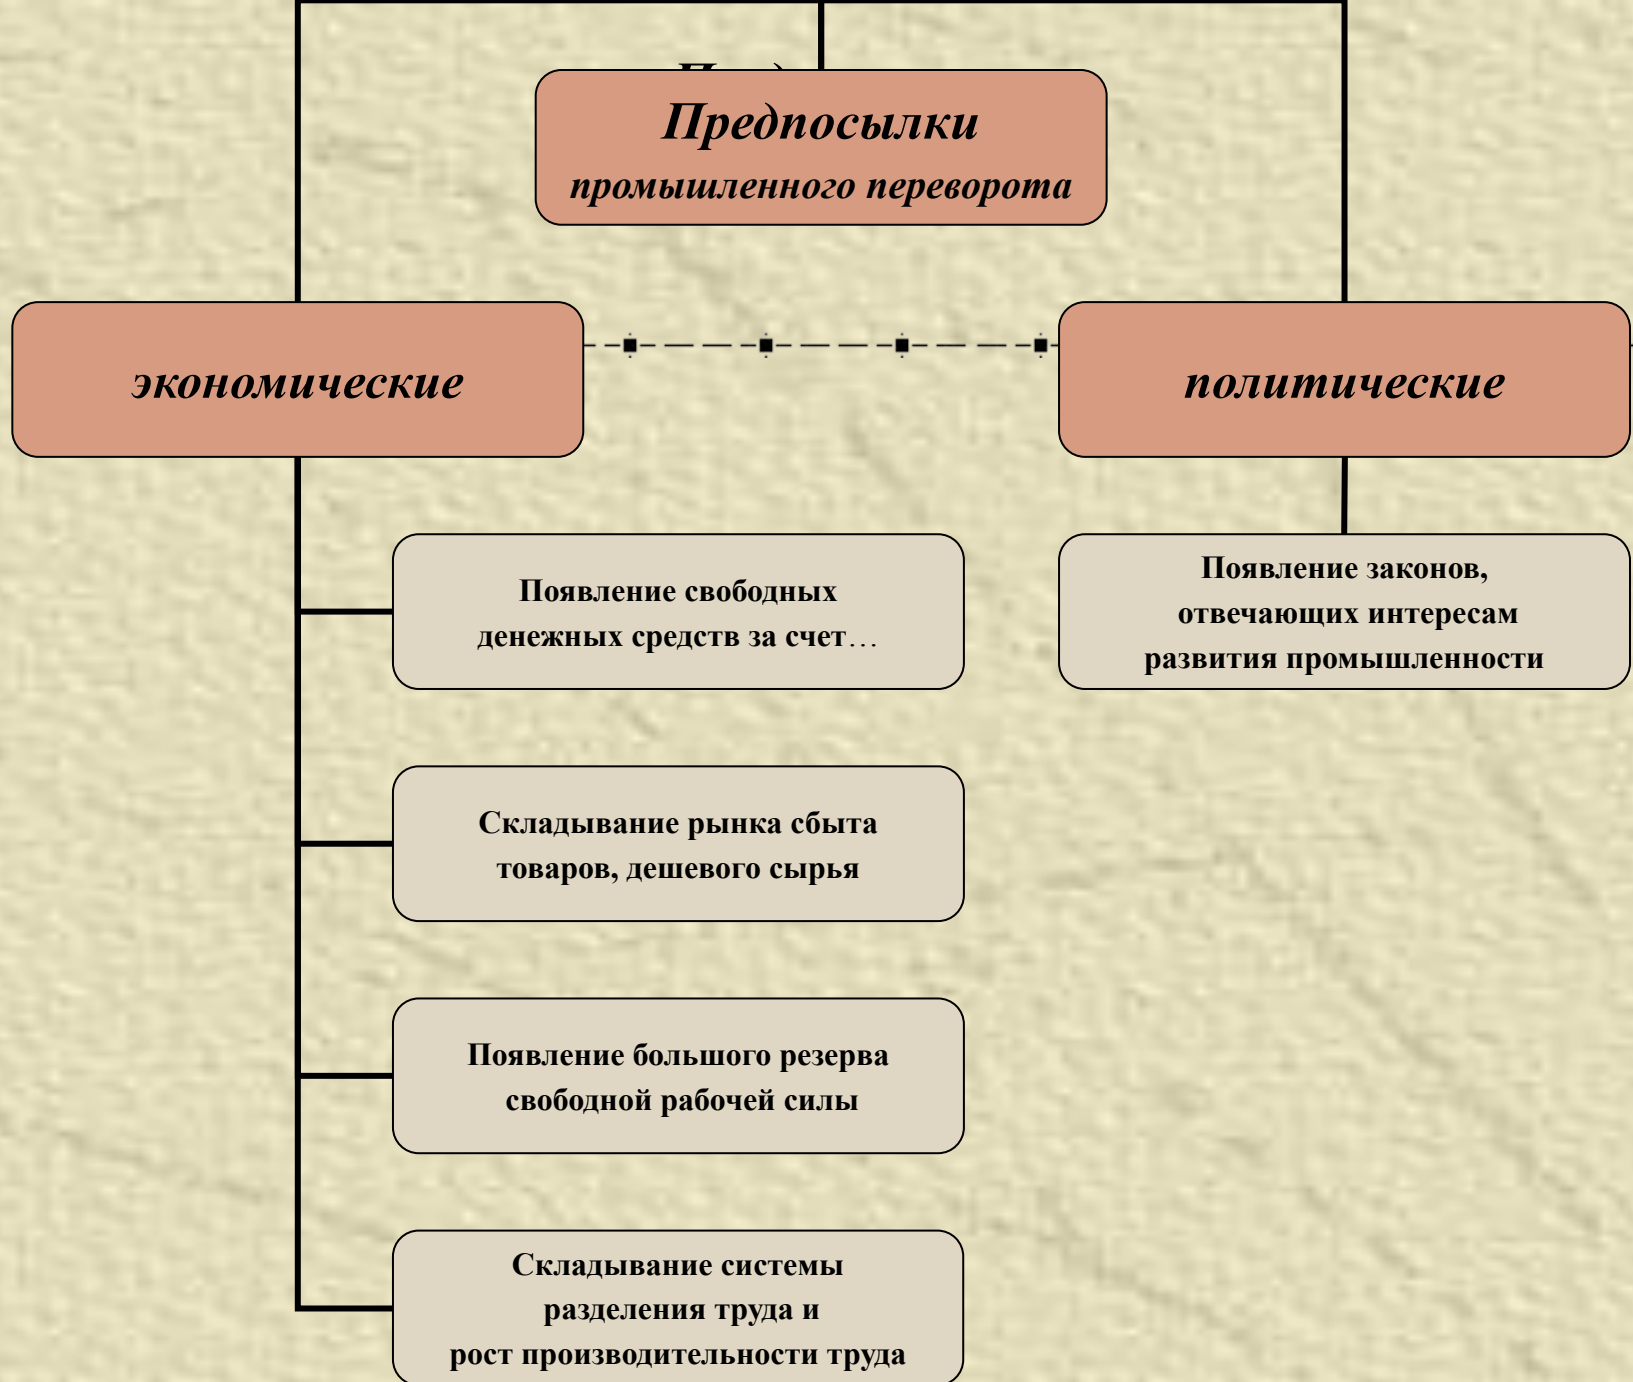 Предпосылки
промышленного переворота
экономические
политические
Появление свободных
денежных средств за счет…
Появление законов,
отвечающих интересам
развития промышленности
Складывание рынка сбыта
товаров, дешевого сырья
Появление большого резерва
свободной рабочей силы
Складывание системы
разделения труда и
рост производительности труда